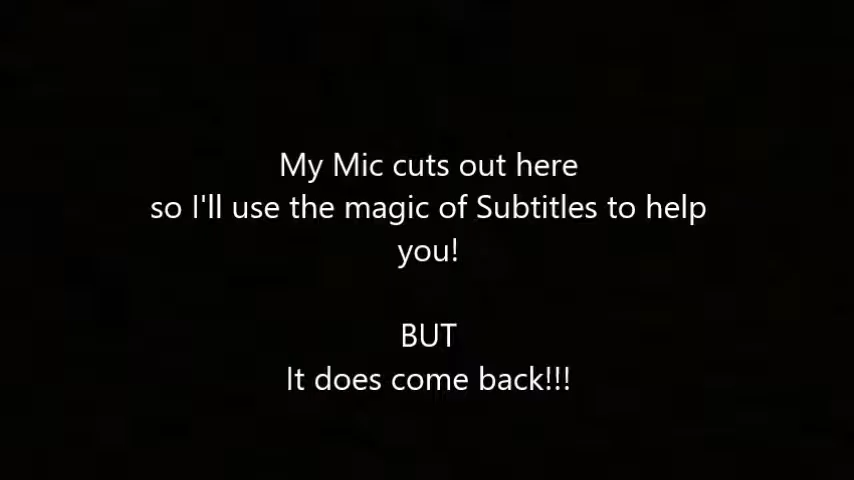 My Mic cuts out here
so I'll use the magic of Subtitles to help
you!
BUT
It does come back!!!